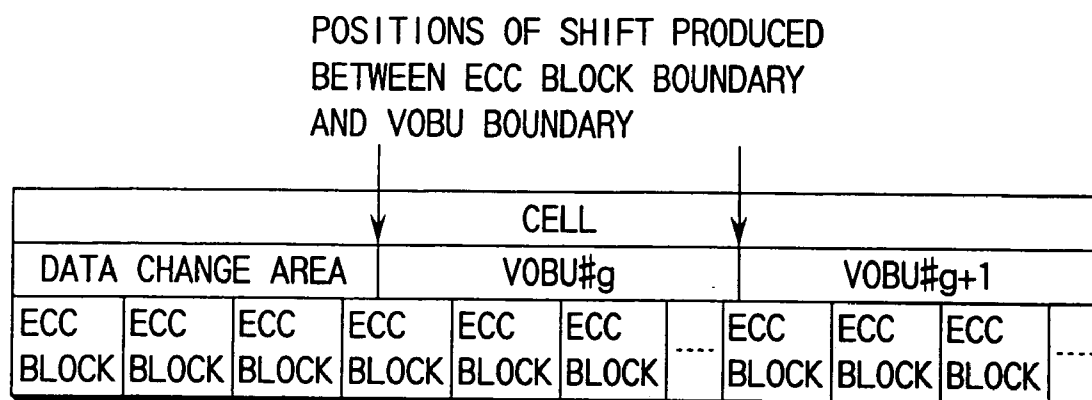 POSITIONS OF SHIFT PRODUCED
BETWEEN ECC BLOCK BOUNDARY
AND VOBU BOUNDARY
CELL
DATA CHANGE AREA VOBU#g VOBU#g+1
ECC ECC ECC ECC ECC ECC ECC ECC ECC
BLOCK BLOCK BLOCK BLOCK BLOCK BLOCK ..... BLOCK BLOCK BLOCK .....